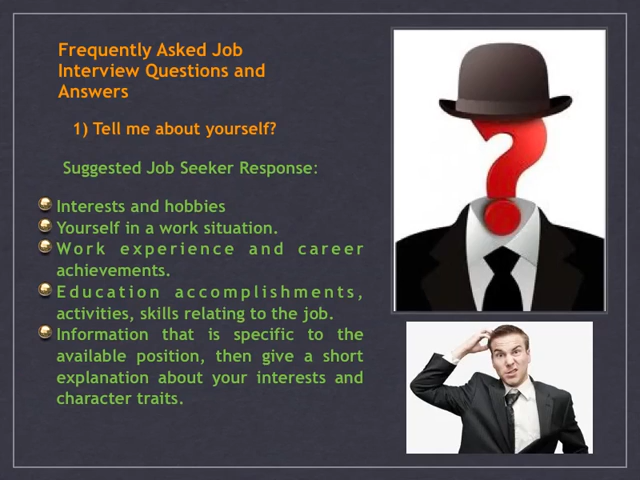 Frequently Asked Job
Interview Questions and
Answers
1) Tell me about yourself?
Suggested Job Seeker Response:
Interests and hobbies
Yourself in a work situation.
Work experience and career
achievements.
Education accomplishments,
activities, skills relating to the job.
Information that is specific to the
available position, then give a short
explanation about your interests and
character traits.